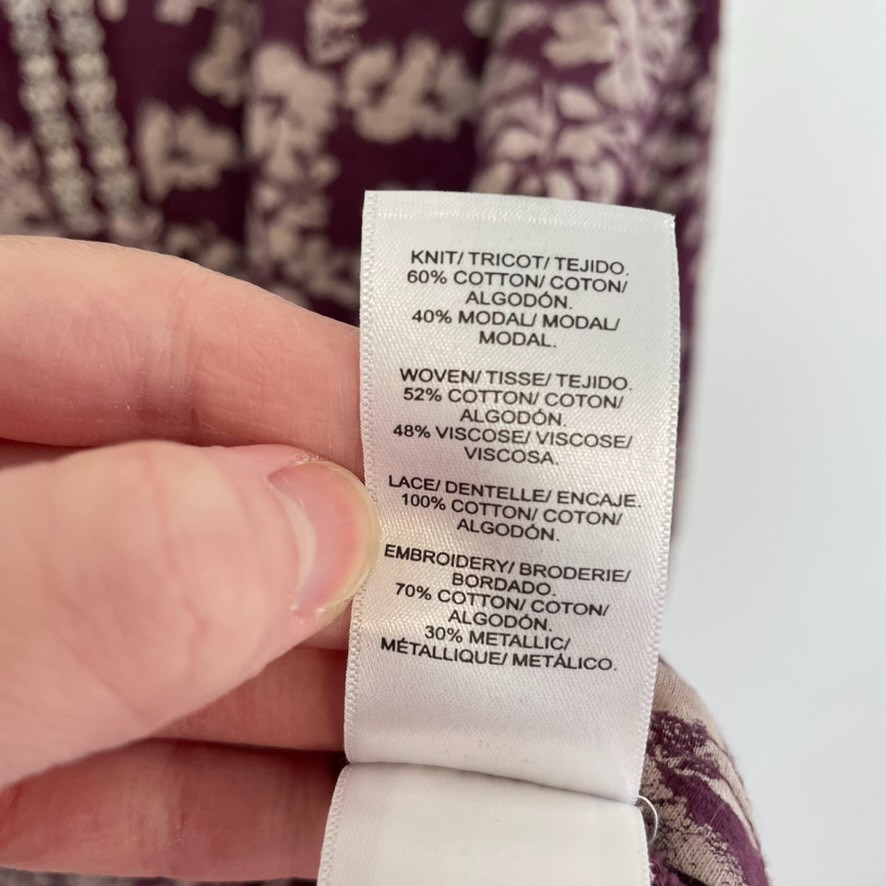 KNIT/ TRICOT/ TEJIDO.
60% COTTON/ COTON/
ALGODÓN.
40% MODAL/ MODAL/
MODAL.
WOVEN/ TISSE/ TEJIDO.
52% COTTON/ COTON/
ALGODÓN.
48% VISCOSE/ VISCOSE/
VISCOSA.
LACE/ DENTELLE/ ENCAJE.
100% COTTON/ COTON/
ALGODÓN.
EMBROIDERY/ BRODERIE/
BORDADO.
70% COTTON/ COTON/
ALGODÓN.
30% METALLIC/
MÉTALLIQUE/ METÁLICO.